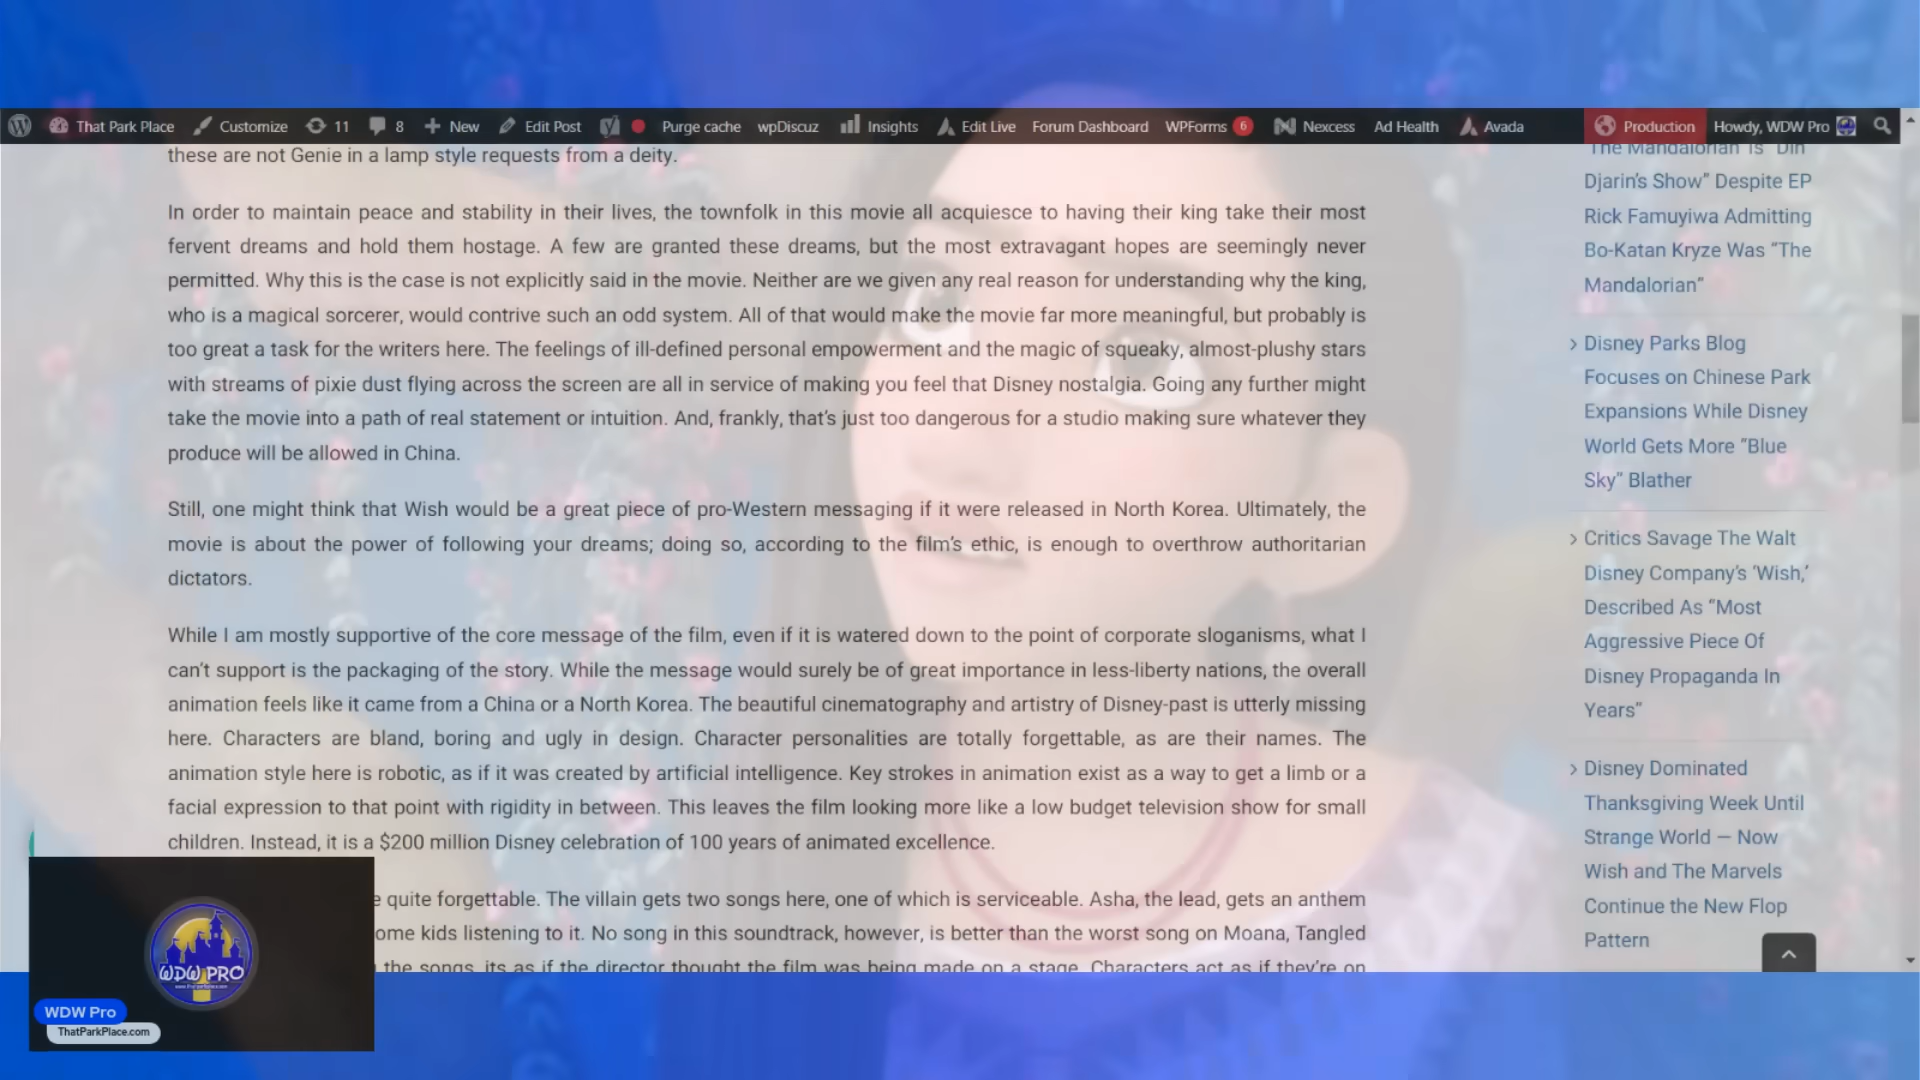 That Park Place Customize 11 8 New Edit Post Purge cache wpDiscuz Insights Edit Live Forum Dashboard WPForms 6 Nexcess Ad Health Avada Production Howdy, WDW Pro
these are not Genie in a lamp style requests from a deity.
In order to maintain peace and stability in their lives, the townfolk in this movie all acquiesce to having their king take their most
fervent dreams and hold them hostage. A few are granted these dreams, but the most extravagant hopes are seemingly never
permitted. Why this is the case is not explicitly said in the movie. Neither are we given any real reason for understanding why the king,
who is a magical sorcerer, would contrive such an odd system. All of that would make the movie far more meaningful, but probably is
too great a task for the writers here. The feelings of ill-defined personal empowerment and the magic of squeaky, almost-plushy stars
with streams of pixie dust flying across the screen are all in service of making you feel that Disney nostalgia. Going any further might
take the movie into a path of real statement or intuition. And, frankly, that's just too dangerous for a studio making sure whatever they
produce will be allowed in China.
Still, one might think that Wish would be a great piece of pro-Western messaging if it were released in North Korea. Ultimately, the
movie is about the power of following your dreams; doing so, according to the film's ethic, is enough to overthrow authoritarian
dictators.
While I am mostly supportive of the core message of the film, even if it is watered down to the point of corporate sloganisms, what I
can't support is the packaging of the story. While the message would surely be of great importance in less-liberty nations, the overall
animation feels like it came from a China or a North Korea. The beautiful cinematography and artistry of Disney-past is utterly missing
here. Characters are bland, boring and ugly in design. Character personalities are totally forgettable, as are their names. The
animation style here is robotic, as if it was created by artificial intelligence. Key strokes in animation exist as a way to get a limb or a
facial expression to that point with rigidity in between. This leaves the film looking more like a low budget television show for small
children. Instead, it is a $200 million Disney celebration of 100 years of animated excellence.
e quite forgettable. The villain gets two songs here, one of which is serviceable. Asha, the lead, gets an anthem
ome kids listening to it. No song in this soundtrack, however, is better than the worst song on Moana, Tangled
the songs, its as if the director thought the film was being made on a stage. Characters act as if they're on
"The Mandalorian" Is "Din
Djarin's Show" Despite EP
Rick Famuyiwa Admitting
Bo-Katan Kryze Was "The
Mandalorian"
Disney Parks Blog
Focuses on Chinese Park
Expansions While Disney
World Gets More "Blue
Sky" Blather
Critics Savage The Walt
Disney Company's 'Wish,'
Described As "Most
Aggressive Piece Of
Disney Propaganda In
Years"
Disney Dominated
Thanksgiving Week Until
Strange World — Now
Wish and The Marvels
Continue the New Flop
Pattern
WDW PRO
WDW Pro
ThatParkPlace.com